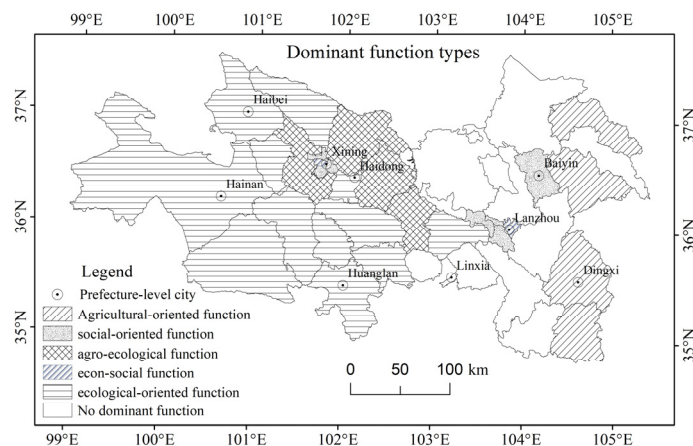 99°E 100°E 101°E 102°E 103°E 104°E 105°E
Dominant function types
37°N
37°N
Haibei
Xining
Haidong
Baiyin
Hainan
36°N
36°N
Lanzhou
Legend
Huanglan
Linxia
Dingxi
Prefecture-level city
Agricultural-oriented function
social-oriented function
agro-ecological function
econ-social function
ecological-oriented function
No dominant function
35°N
35°N
0 50 100 km
99°E 100°E 101°E 102°E 103°E 104°E 105°E